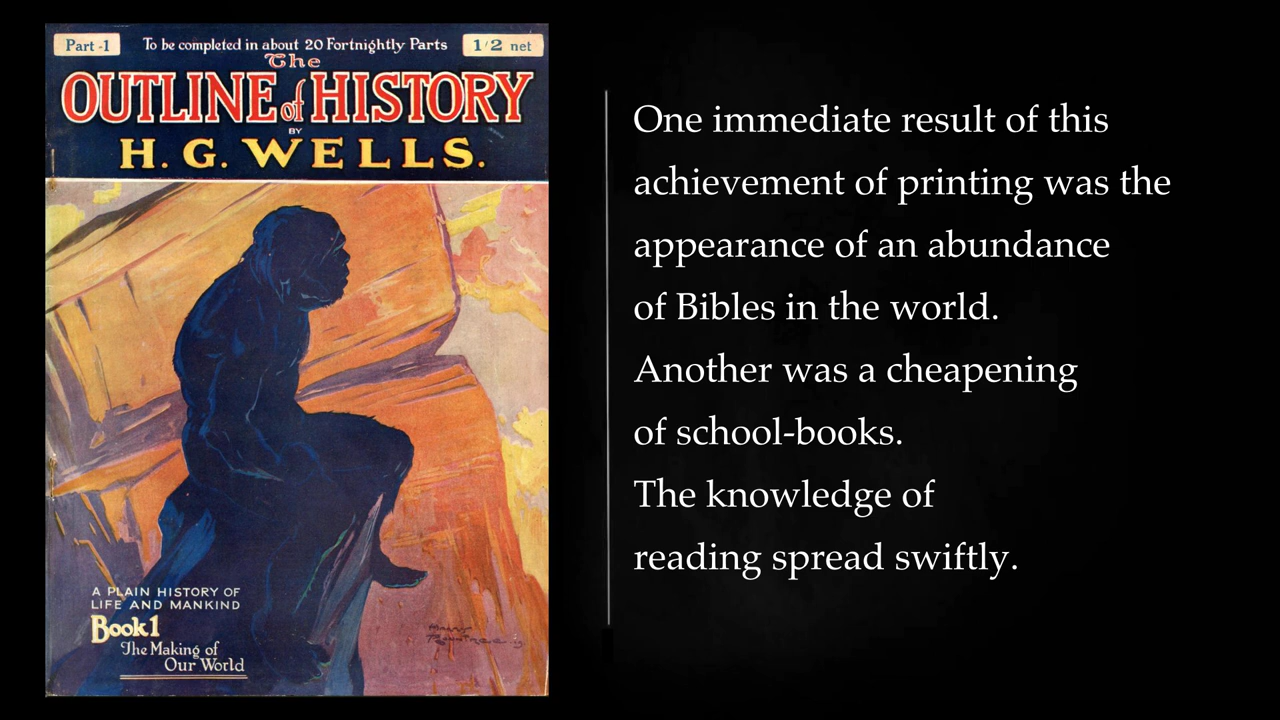 Part -1
To be completed in about 20 Fortnightly Parts
1/2 net
The
OUTLINE of HISTORY
BY
H. G. WELLS.
A PLAIN HISTORY OF
LIFE AND MANKIND
Book 1
The Making of
Our World
One immediate result of this
achievement of printing was the
appearance of an abundance
of Bibles in the world.
Another was a cheapening
of school-books.
The knowledge of
reading spread swiftly.